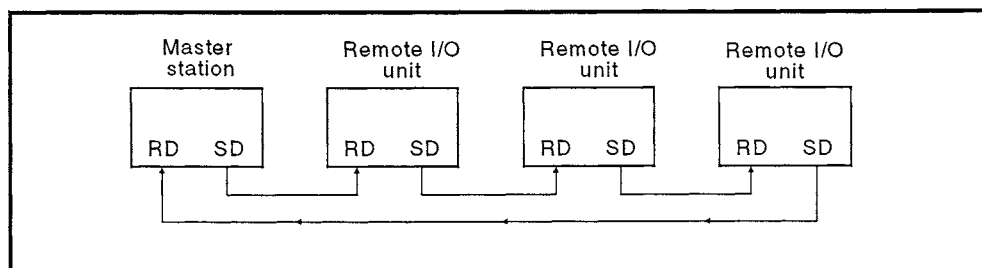 Master
station
Remote I/O
unit
Remote I/O
unit
Remote I/O
unit
RD SD
RD SD
RD SD
RD SD